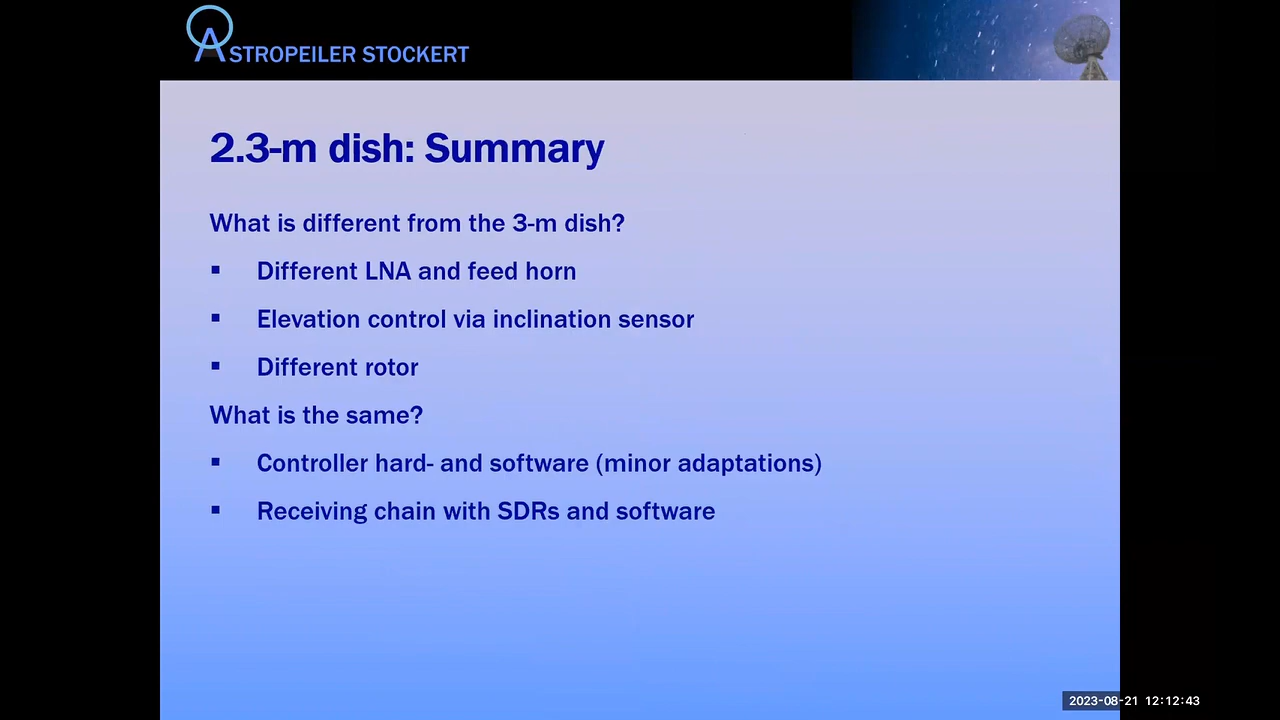 ASTROPEILER STOCKERT
2.3-m dish: Summary
What is different from the 3-m dish?
▪ Different LNA and feed horn
▪ Elevation control via inclination sensor
▪ Different rotor
What is the same?
▪ Controller hard- and software (minor adaptations)
▪ Receiving chain with SDRs and software
2023-08-21 12:12:43